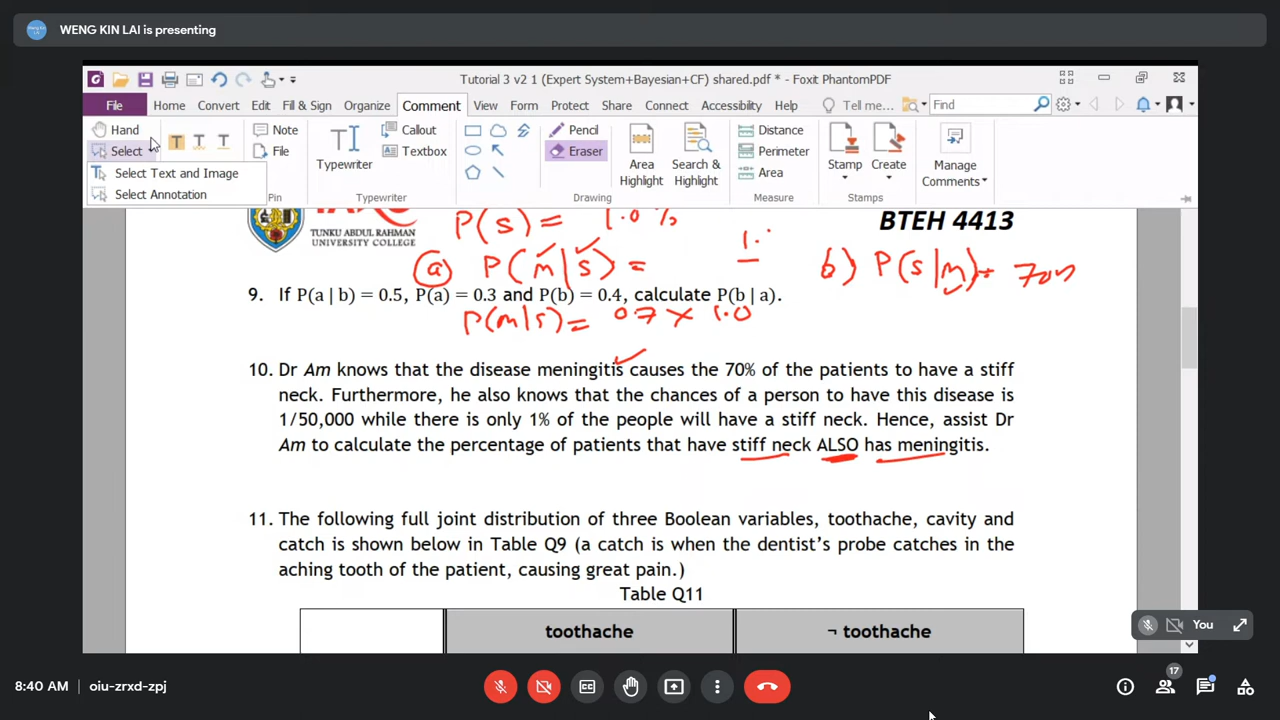 WENG KIN LAI is presenting
Tutorial 3 v2 1 (Expert System+Bayesian+CF) shared.pdf * - Foxit PhantomPDF
File Home Convert Edit Fill & Sign Organize Comment View Form Protect Share Connect Accessibility Help Tell me... Find
Hand
Select
Select Text and Image
Select Annotation
Pin
Note
File
Typewriter
Callout
Textbox
Typewriter
Pencil
Eraser
Drawing
Area Highlight
Search & Highlight
Distance
Perimeter
Area
Measure
Stamp
Create
Stamps
Manage Comments
TUNKU ABDUL RAHMAN
UNIVERSITY COLLEGE
P(s) = 1.0%
BTEH 4413
(a) P(m|s) =
1.
b) P(s|m)
9. If P(a | b) = 0.5, P(a) = 0.3 and P(b) = 0.4, calculate P(b | a).
P(m|s) = 0.7 x 1.0
10. Dr Am knows that the disease meningitis causes the 70% of the patients to have a stiff
neck. Furthermore, he also knows that the chances of a person to have this disease is
1/50,000 while there is only 1% of the people will have a stiff neck. Hence, assist Dr
Am to calculate the percentage of patients that have stiff neck ALSO has meningitis.
11. The following full joint distribution of three Boolean variables, toothache, cavity and
catch is shown below in Table Q9 (a catch is when the dentist's probe catches in the
aching tooth of the patient, causing great pain.)
Table Q11
toothache ¬ toothache
You
8:40 AM oiu-zrxd-zpj
17